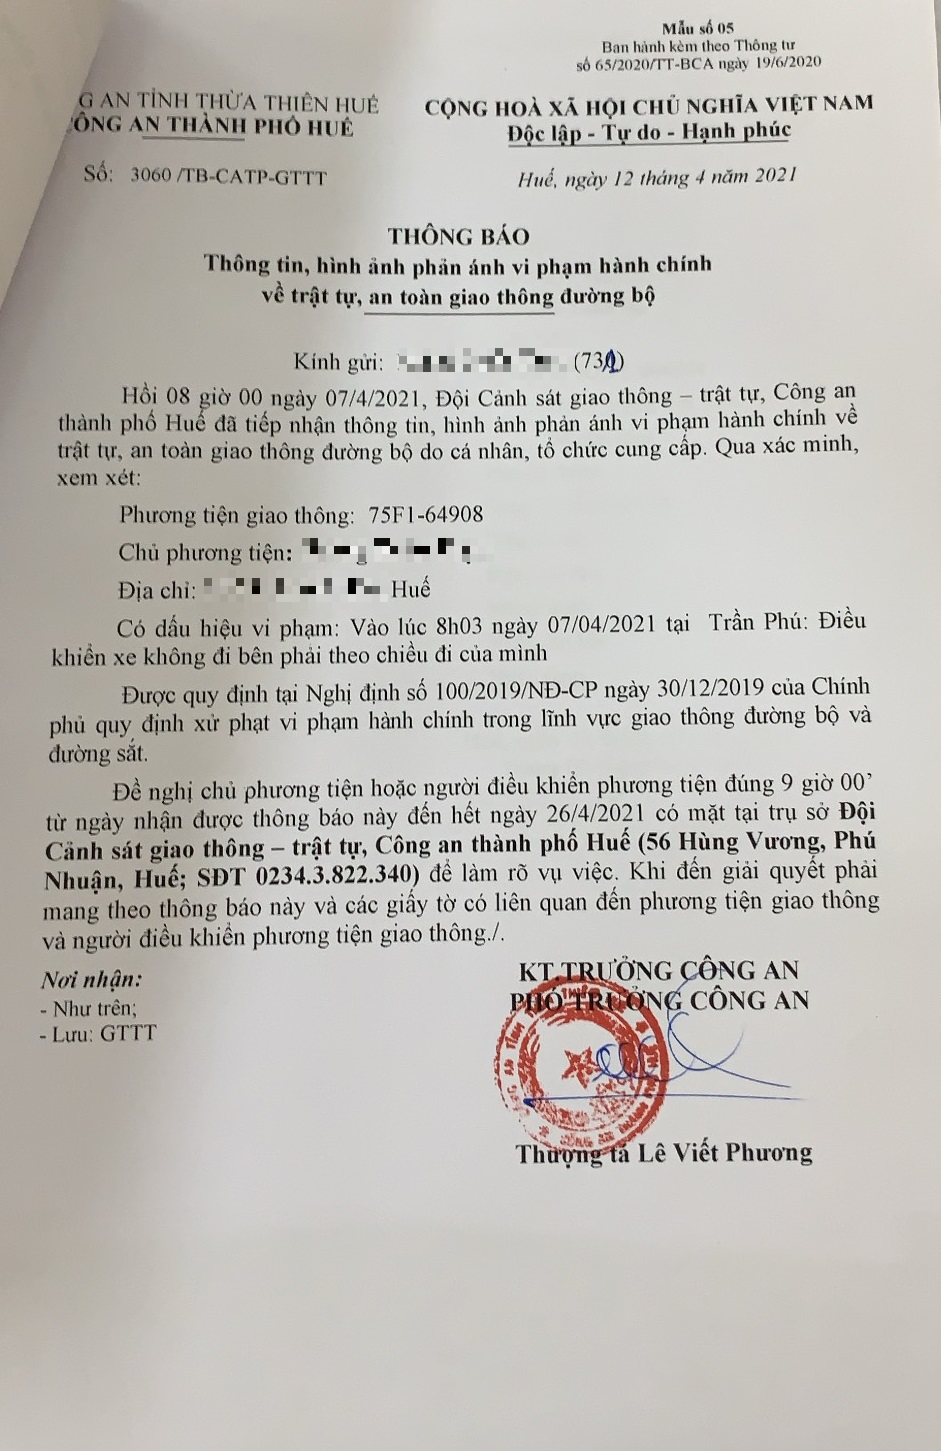 Mẫu số 05
Ban hành kèm theo Thông tư
số 65/2020/TT-BCA ngày 19/6/2020
G AN TỈNH THỪA THIÊN HUẾ
ÔNG AN THÀNH PHỐ HUẾ
CỘNG HOÀ XÃ HỘI CHỦ NGHĨA VIỆT NAM
Độc lập - Tự do - Hạnh phúc
Số: 3060 /TB-CATP-GTTT
Huế, ngày 12 tháng 4 năm 2021
THÔNG BÁO
Thông tin, hình ảnh phản ánh vi phạm hành chính
về trật tự, an toàn giao thông đường bộ
Kính gửi:
Hồi 08 giờ 00 ngày 07/4/2021, Đội Cảnh sát giao thông – trật tự, Công an
thành phố Huế đã tiếp nhận thông tin, hình ảnh phản ánh vi phạm hành chính về
trật tự, an toàn giao thông đường bộ do cá nhân, tổ chức cung cấp. Qua xác minh,
xem xét:
Phương tiện giao thông: 75F1-64908
Chủ phương tiện:
Địa chỉ: Huế
Có dấu hiệu vi phạm: Vào lúc 8h03 ngày 07/04/2021 tại Trần Phú: Điều
khiển xe không đi bên phải theo chiều đi của mình
Được quy định tại Nghị định số 100/2019/NĐ-CP ngày 30/12/2019 của Chính
phủ quy định xử phạt vi phạm hành chính trong lĩnh vực giao thông đường bộ và
đường sắt.
Đề nghị chủ phương tiện hoặc người điều khiển phương tiện đúng 9 giờ 00’
từ ngày nhận được thông báo này đến hết ngày 26/4/2021 có mặt tại trụ sở Đội
Cảnh sát giao thông – trật tự, Công an thành phố Huế (56 Hùng Vương, Phú
Nhuận, Huế; SĐT 0234.3.822.340) để làm rõ vụ việc. Khi đến giải quyết phải
mang theo thông báo này và các giấy tờ có liên quan đến phương tiện giao thông
và người điều khiển phương tiện giao thông./.
Nơi nhận:
- Như trên;
- Lưu: GTTT
KT.TRƯỞNG CÔNG AN
PHÓ TRƯỞNG CÔNG AN
Thượng tá Lê Viết Phương